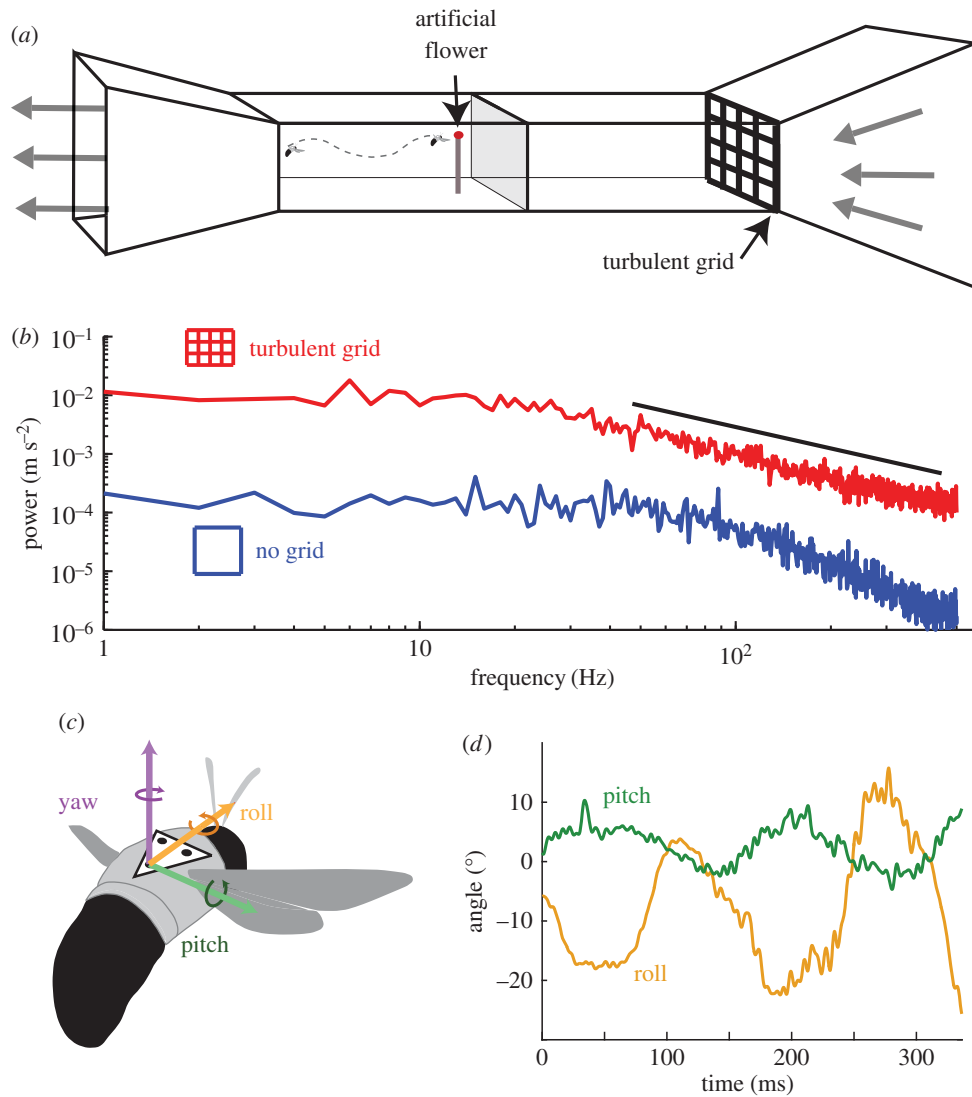 (a)
artificial
flower
turbulent grid
(b)
10⁻¹
10⁻²
10⁻³
10⁻⁴
10⁻⁵
10⁻⁶
power (m s⁻²)
turbulent grid
no grid
1
10
10²
frequency (Hz)
(c)
yaw
roll
pitch
(d)
pitch
roll
angle (°)
10
0
−10
−20
0
100
200
300
time (ms)